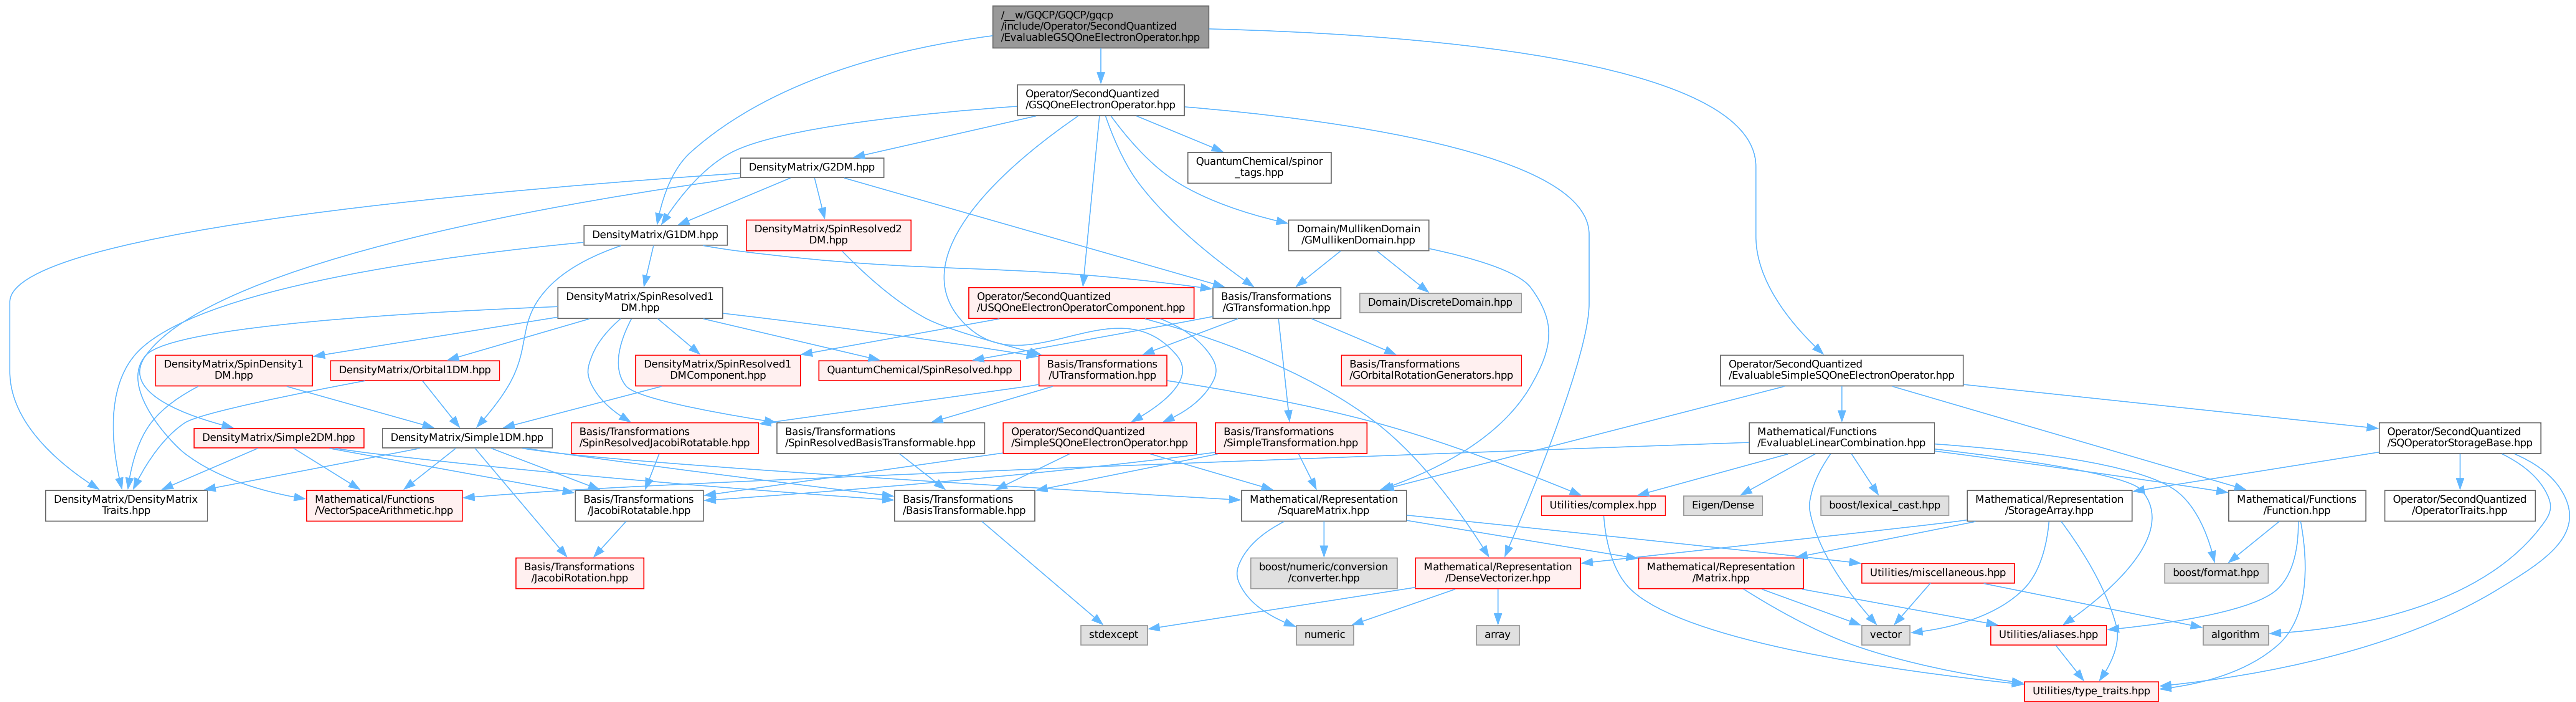 /__w/GQCP/GQCP/gqcp
/include/Operator/SecondQuantized
/EvaluableGSQOneElectronOperator.hpp
Operator/SecondQuantized
/GSQOneElectronOperator.hpp
DensityMatrix/G2DM.hpp
QuantumChemical/spinor
_tags.hpp
DensityMatrix/G1DM.hpp
DensityMatrix/SpinResolved2
DM.hpp
Domain/MullikenDomain
/GMullikenDomain.hpp
DensityMatrix/SpinResolved1
DM.hpp
Operator/SecondQuantized
/USQOneElectronOperatorComponent.hpp
Basis/Transformations
/GTransformation.hpp
Domain/DiscreteDomain.hpp
DensityMatrix/SpinDensity1
DM.hpp
DensityMatrix/Orbital1DM.hpp
DensityMatrix/SpinResolved1
DMComponent.hpp
QuantumChemical/SpinResolved.hpp
Basis/Transformations
/UTransformation.hpp
Basis/Transformations
/GOrbitalRotationGenerators.hpp
Operator/SecondQuantized
/EvaluableSimpleSQOneElectronOperator.hpp
DensityMatrix/Simple2DM.hpp
DensityMatrix/Simple1DM.hpp
Basis/Transformations
/SpinResolvedJacobiRotatable.hpp
Basis/Transformations
/SpinResolvedBasisTransformable.hpp
Operator/SecondQuantized
/SimpleSQOneElectronOperator.hpp
Basis/Transformations
/SimpleTransformation.hpp
Mathematical/Functions
/EvaluableLinearCombination.hpp
Operator/SecondQuantized
/SQOperatorStorageBase.hpp
DensityMatrix/DensityMatrix
Traits.hpp
Mathematical/Functions
/VectorSpaceArithmetic.hpp
Basis/Transformations
/JacobiRotatable.hpp
Basis/Transformations
/BasisTransformable.hpp
Mathematical/Representation
/SquareMatrix.hpp
Utilities/complex.hpp
Eigen/Dense
boost/lexical_cast.hpp
Mathematical/Representation
/StorageArray.hpp
Mathematical/Functions
/Function.hpp
Operator/SecondQuantized
/OperatorTraits.hpp
Basis/Transformations
/JacobiRotation.hpp
boost/numeric/conversion
/converter.hpp
Mathematical/Representation
/DenseVectorizer.hpp
Mathematical/Representation
/Matrix.hpp
Utilities/miscellaneous.hpp
boost/format.hpp
stdexcept
numeric
array
vector
Utilities/aliases.hpp
algorithm
Utilities/type_traits.hpp